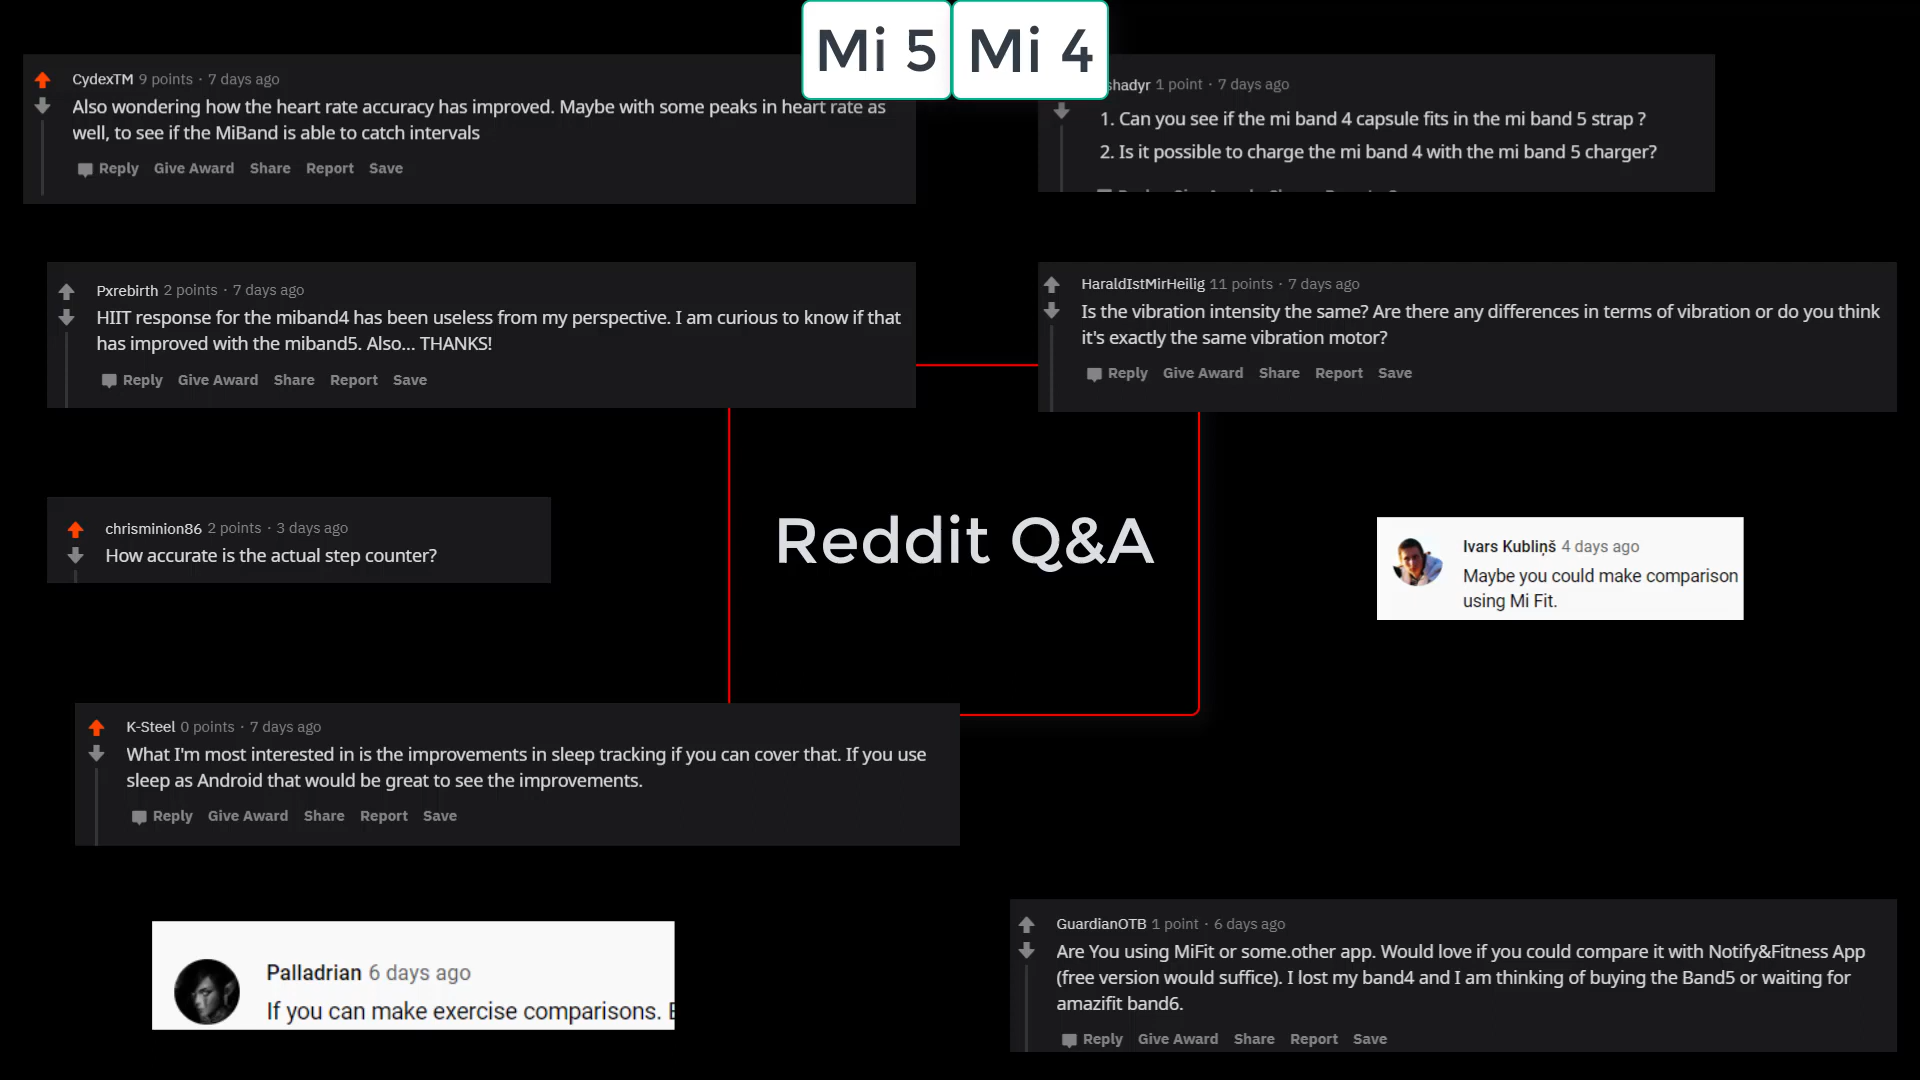 Mi 5 Mi 4
CydexTM 9 points · 7 days ago
Also wondering how the heart rate accuracy has improved. Maybe with some peaks in heart rate as
well, to see if the MiBand is able to catch intervals
Reply Give Award Share Report Save
shadyr 1 point · 7 days ago
1. Can you see if the mi band 4 capsule fits in the mi band 5 strap ?
2. Is it possible to charge the mi band 4 with the mi band 5 charger?
Pxrebirth 2 points · 7 days ago
HIIT response for the miband4 has been useless from my perspective. I am curious to know if that
has improved with the miband5. Also... THANKS!
Reply Give Award Share Report Save
HaraldIstMirHeilig 11 points · 7 days ago
Is the vibration intensity the same? Are there any differences in terms of vibration or do you think
it's exactly the same vibration motor?
Reply Give Award Share Report Save
chrisminion86 2 points · 3 days ago
How accurate is the actual step counter?
Reddit Q&A
Ivars Kubliņš 4 days ago
Maybe you could make comparison
using Mi Fit.
K-Steel 0 points · 7 days ago
What I'm most interested in is the improvements in sleep tracking if you can cover that. If you use
sleep as Android that would be great to see the improvements.
Reply Give Award Share Report Save
Palladrian 6 days ago
If you can make exercise comparisons.
GuardianOTB 1 point · 6 days ago
Are You using MiFit or some.other app. Would love if you could compare it with Notify&Fitness App
(free version would suffice). I lost my band4 and I am thinking of buying the Band5 or waiting for
amazifit band6.
Reply Give Award Share Report Save